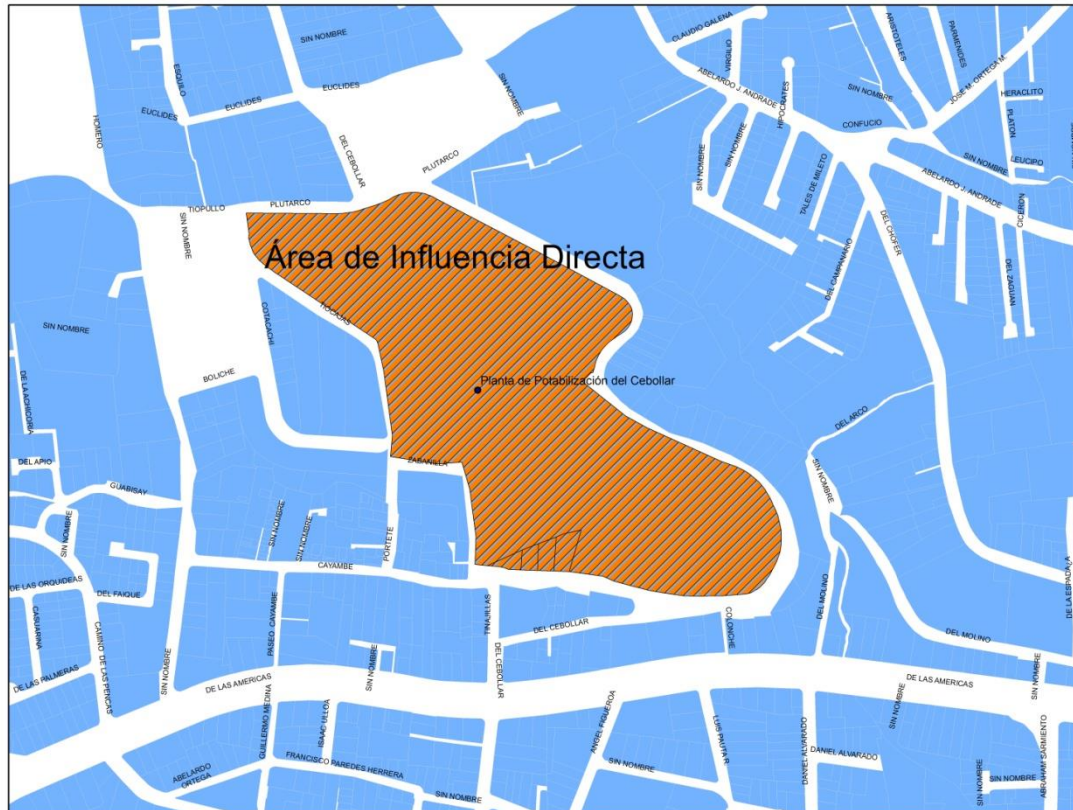 CLAUDIO GALENA
SIN NOMBRE
VIRGILIO
ARISTOTELES
PARMENIDES
ESQUILO
SIN NOMBRE
ABELARDO J. ANDRADE
HIPOCRATES
SIN NOMBRE
JOSE M. ORTEGA M.
HERACLITO
EUCLIDES
EUCLIDES
EUCLIDES
HOMERO
PLATON
CONFUCIO
DEL CEBOLLAR
SIN NOMBRE
SIN NOMBRE
SIN NOMBRE
LEUCIPO
PLUTARCO
TALES DE MILETO
ABELARDO J. ANDRADE
CICERON
TIOPULLO
PLUTARCO
SIN NOMBRE
DEL CHOFER
Área de Influencia Directa
DEL CAMPANARIO
DEL ZAGUAN
SIN NOMBRE
COTACACHI
TIOCAJAS
BOLICHE
Planta de Potabilización del Cebollar
DE LA ACHICORIA
DEL ARCO
DEL APIO
ZABANILLA
SIN NOMBRE
GUABISAY
SIN NOMBRE
SIN NOMBRE
SIN NOMBRE
PORTETE
CAYAMBE
DE LAS ORQUIDEAS
DEL FAIQUE
CASUARINA
CAMINO DE LAS PENCAS
PASEO CAYAMBE
TINAJILLAS
DEL CEBOLLAR
COLONCHE
DEL MOLINO
DEL MOLINO
DE LAS PALMERAS
SIN NOMBRE
SIN NOMBRE
DEL CEBOLLAR
DE LAS AMERICAS
DE LAS AMERICAS
SIN NOMBRE
SIN NOMBRE
GUILLERMO MEDINA
ISAAC ULLOA
ANGEL FIGUEROA
LUIS PAUTA R.
DANIEL ALVARADO
DANIEL ALVARADO
ABRAHAM SARMIENTO
ABELARDO
ORTEGA
FRANCISCO PAREDES HERRERA
SIN NOMBRE
SIN NOMBRE
SIN NOMBRE
SIN NOMBRE